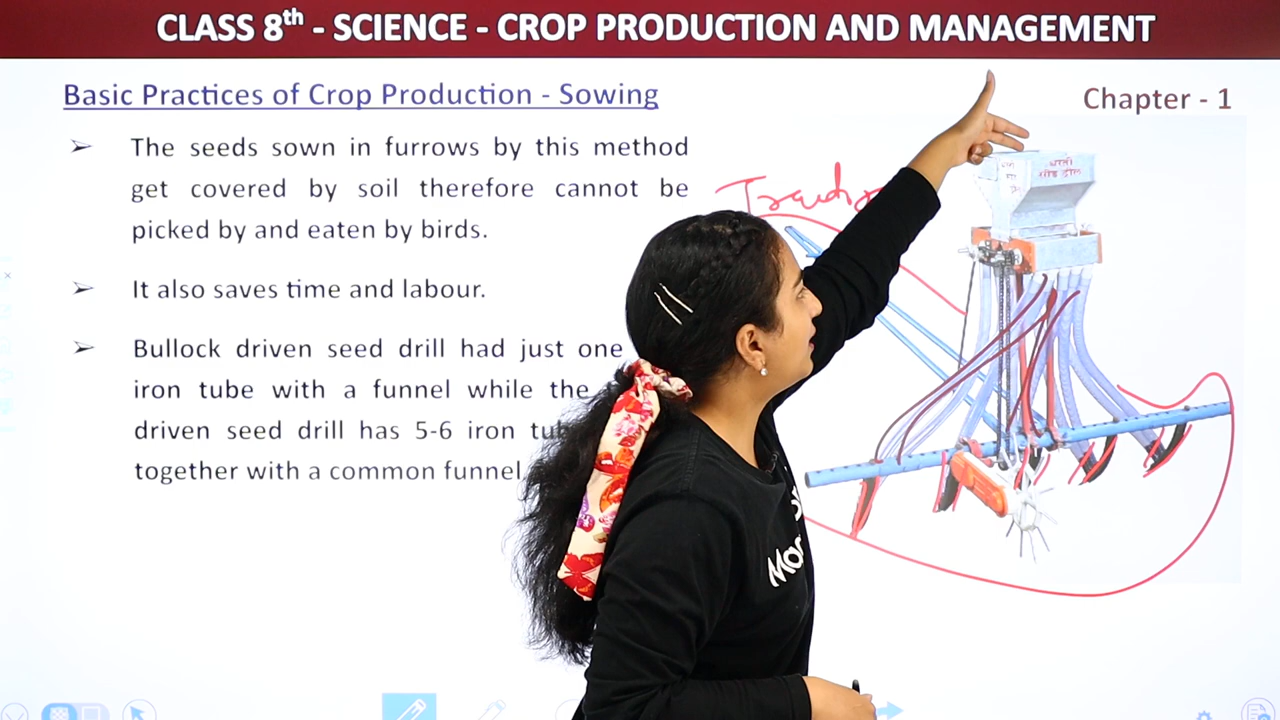 CLASS 8th - SCIENCE - CROP PRODUCTION AND MANAGEMENT
Basic Practices of Crop Production - Sowing
Chapter - 1
➢ The seeds sown in furrows by this method
get covered by soil therefore cannot be
picked by and eaten by birds.
➢ It also saves time and labour.
➢ Bullock driven seed drill had just one
iron tube with a funnel while the
driven seed drill has 5-6 iron
together with a common funnel
धरती
सीड ड्रील